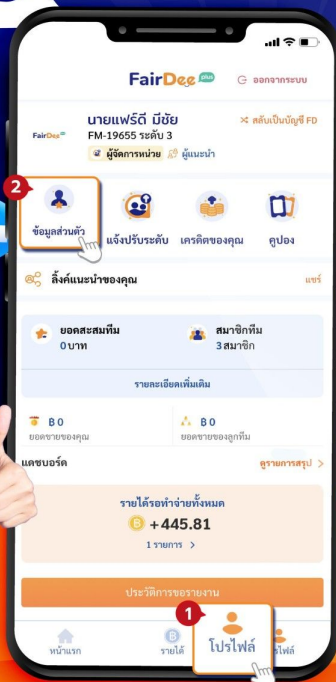 FairDee plus
ออกจากระบบ
FairDee plus
นายแฟร์ดี มีชัย
สลับเป็นบัญชี FD
FM-19655 ระดับ 3
ผู้จัดการหน่วย ผู้แนะนำ
2
ข้อมูลส่วนตัว
แจ้งปรับระดับ
เครดิตของคุณ
คูปอง
ลิ้งค์แนะนำของคุณ
แชร์
ยอดสะสมทีม
0 บาท
สมาชิกทีม
3 สมาชิก
รายละเอียดเพิ่มเติม
฿ 0
ยอดขายของคุณ
฿ 0
ยอดขายของลูกทีม
แดชบอร์ด
ดูรายการสรุป >
รายได้รอทำจ่ายทั้งหมด
฿ + 445.81
1 รายการ >
ประวัติการขอรายงาน
1
หน้าแรก
฿
รายได้
โปรไฟล์